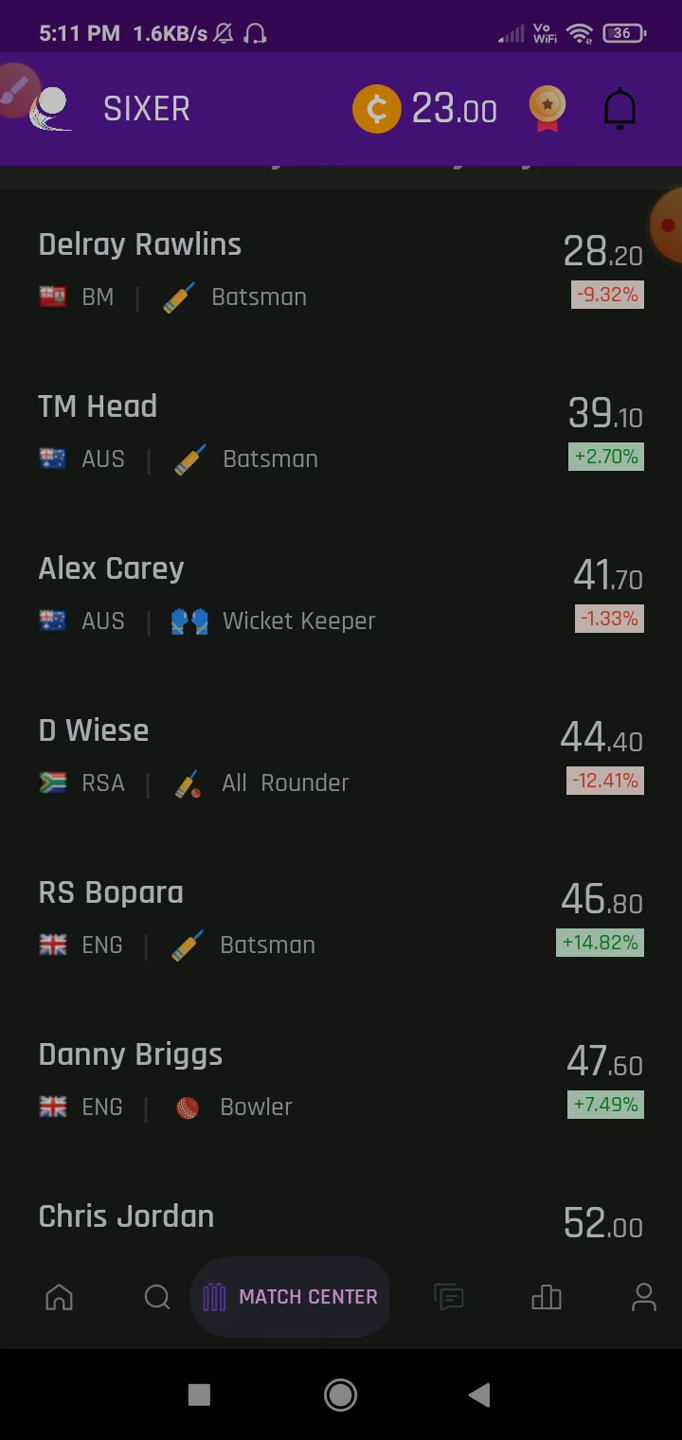 5:11 PM 1.6KB/s Vo WiFi 36
SIXER ¢ 23.00
Delray Rawlins 28.20
BM | Batsman -9.32%
TM Head 39.10
AUS | Batsman +2.70%
Alex Carey 41.70
AUS | Wicket Keeper -1.33%
D Wiese 44.40
RSA | All Rounder -12.41%
RS Bopara 46.80
ENG | Batsman +14.82%
Danny Briggs 47.60
ENG | Bowler +7.49%
Chris Jordan 52.00
MATCH CENTER